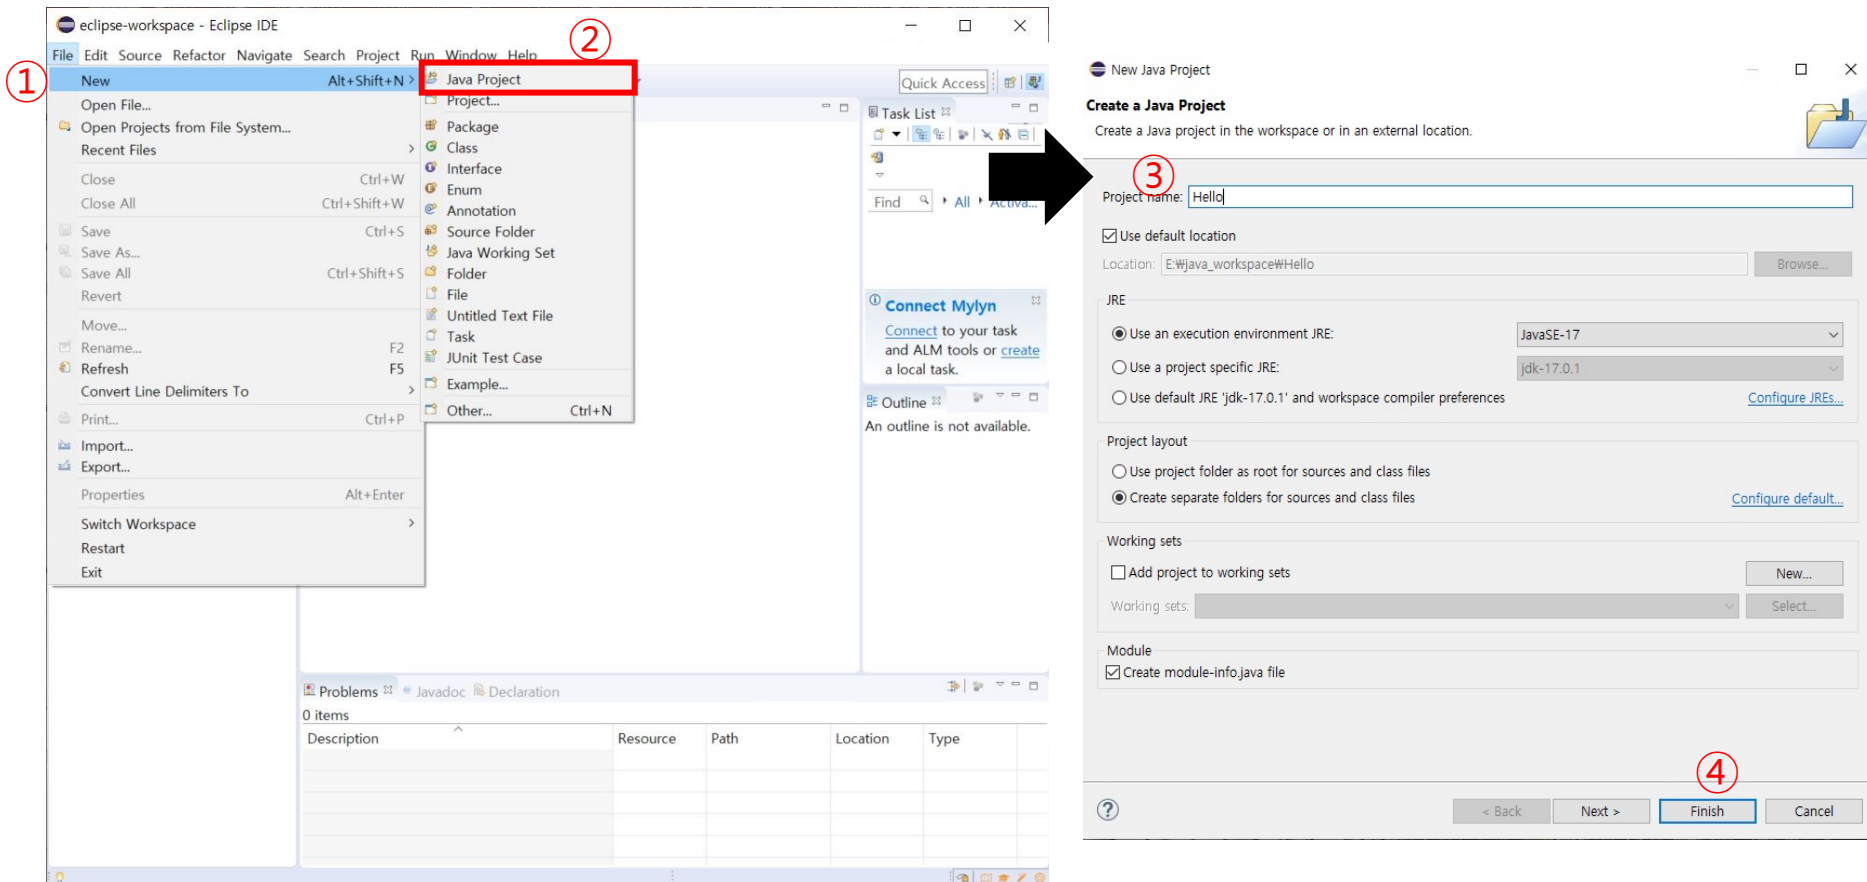 eclipse-workspace - Eclipse IDE
②
File Edit Source Refactor Navigate Search Project Run Window Help
①
New Alt+Shift+N >
Open File...
Open Projects from File System...
Recent Files >
Close Ctrl+W
Close All Ctrl+Shift+W
Save Ctrl+S
Save As...
Save All Ctrl+Shift+S
Revert
Move...
Rename... F2
Refresh F5
Convert Line Delimiters To >
Print... Ctrl+P
Import...
Export...
Properties Alt+Enter
Switch Workspace >
Restart
Exit
Java Project
Project...
Package
Class
Interface
Enum
Annotation
Source Folder
Java Working Set
Folder
File
Untitled Text File
Task
JUnit Test Case
Example...
Other... Ctrl+N
Quick Access
Task List
Find All Activa...
Connect Mylyn
Connect to your task
and ALM tools or create
a local task.
Outline
An outline is not available.
Problems Javadoc Declaration
0 items
Description Resource Path Location Type
New Java Project
Create a Java Project
Create a Java project in the workspace or in an external location.
③
Project name: Hello
Use default location
Location: E:₩java_workspace₩Hello Browse...
JRE
Use an execution environment JRE: JavaSE-17
Use a project specific JRE: jdk-17.0.1
Use default JRE 'jdk-17.0.1' and workspace compiler preferences Configure JREs...
Project layout
Use project folder as root for sources and class files
Create separate folders for sources and class files Configure default...
Working sets
Add project to working sets New...
Working sets: Select...
Module
Create module-info.java file
④
< Back Next > Finish Cancel